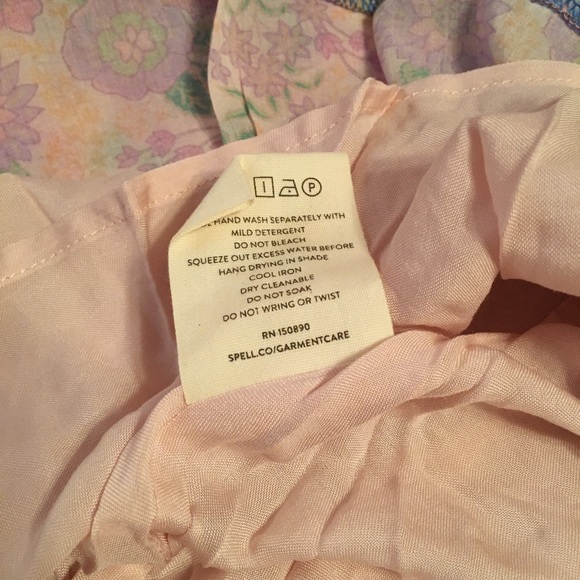 P
HAND WASH SEPARATELY WITH
MILD DETERGENT
DO NOT BLEACH
SQUEEZE OUT EXCESS WATER BEFORE
HANG DRYING IN SHADE
COOL IRON
DRY CLEANABLE
DO NOT SOAK
DO NOT WRING OR TWIST
RN 150890
SPELL.CO/GARMENTCARE